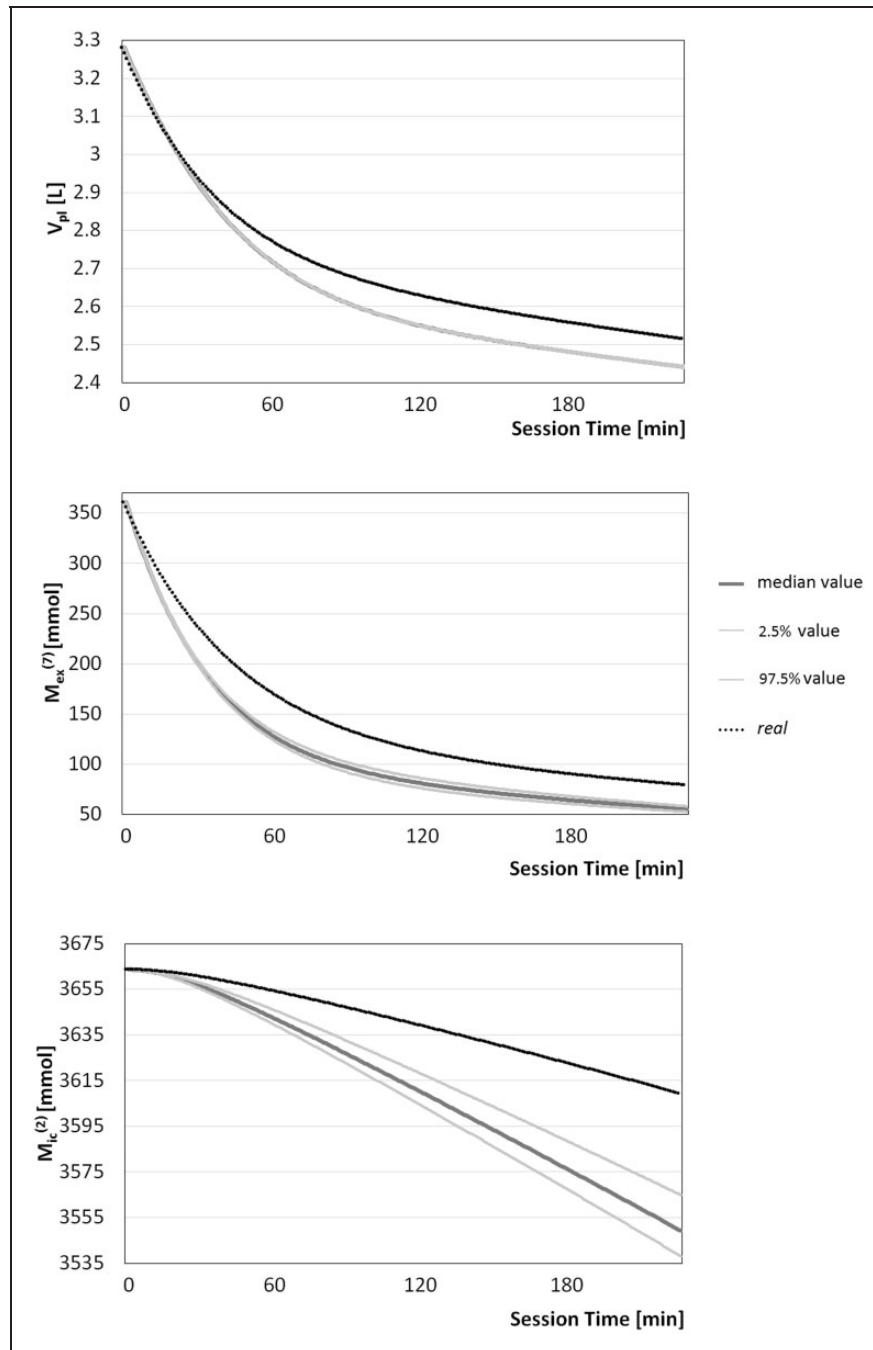 3.3
3.2
3.1
3
2.9
2.8
2.7
2.6
2.5
2.4
V_pl [L]
0 60 120 180
Session Time [min]
350
300
250
200
150
100
50
M_ex^(7) [mmol]
0 60 120 180
Session Time [min]
median value
2.5% value
97.5% value
real
3675
3655
3635
3615
3595
3575
3555
3535
M_ic^(2) [mmol]
0 60 120 180
Session Time [min]